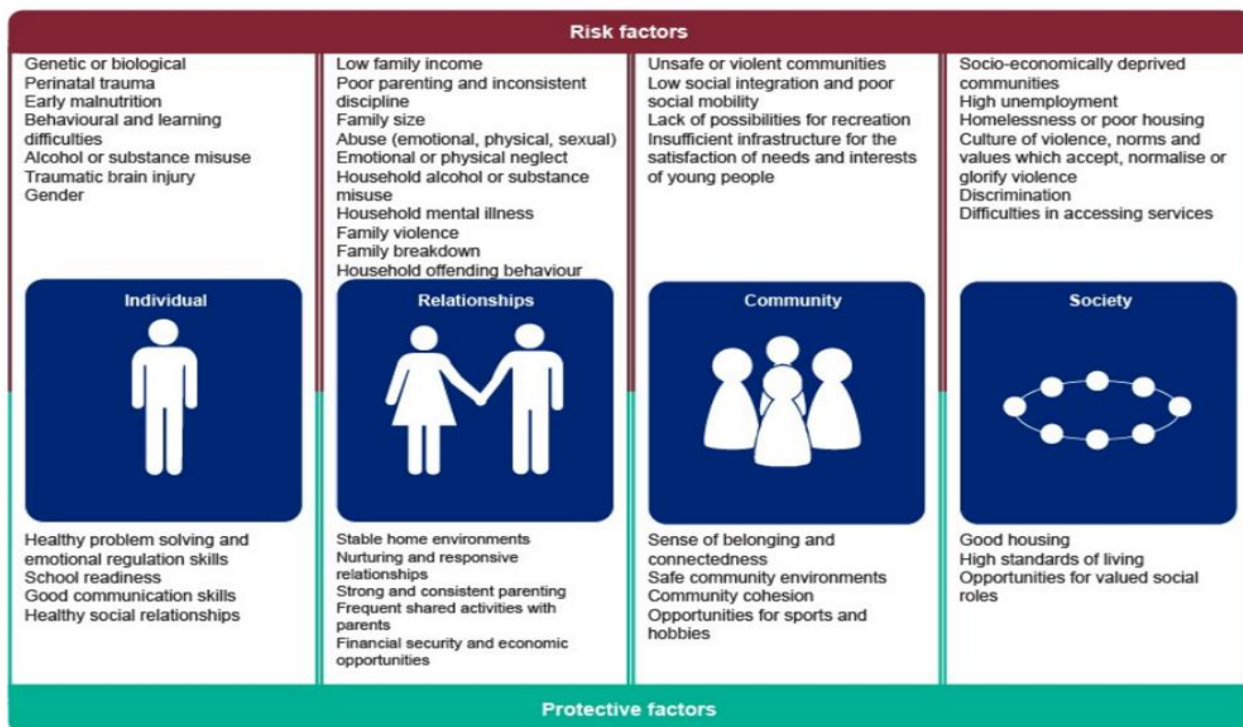 Risk factors
Genetic or biological
Perinatal trauma
Early malnutrition
Behavioural and learning
difficulties
Alcohol or substance misuse
Traumatic brain injury
Gender
Low family income
Poor parenting and inconsistent
discipline
Family size
Abuse (emotional, physical, sexual)
Emotional or physical neglect
Household alcohol or substance
misuse
Household mental illness
Family violence
Family breakdown
Household offending behaviour
Unsafe or violent communities
Low social integration and poor
social mobility
Lack of possibilities for recreation
Insufficient infrastructure for the
satisfaction of needs and interests
of young people
Socio-economically deprived
communities
High unemployment
Homelessness or poor housing
Culture of violence, norms and
values which accept, normalise or
glorify violence
Discrimination
Difficulties in accessing services
Individual
Relationships
Community
Society
Healthy problem solving and
emotional regulation skills
School readiness
Good communication skills
Healthy social relationships
Stable home environments
Nurturing and responsive
relationships
Strong and consistent parenting
Frequent shared activities with
parents
Financial security and economic
opportunities
Sense of belonging and
connectedness
Safe community environments
Community cohesion
Opportunities for sports and
hobbies
Good housing
High standards of living
Opportunities for valued social
roles
Protective factors